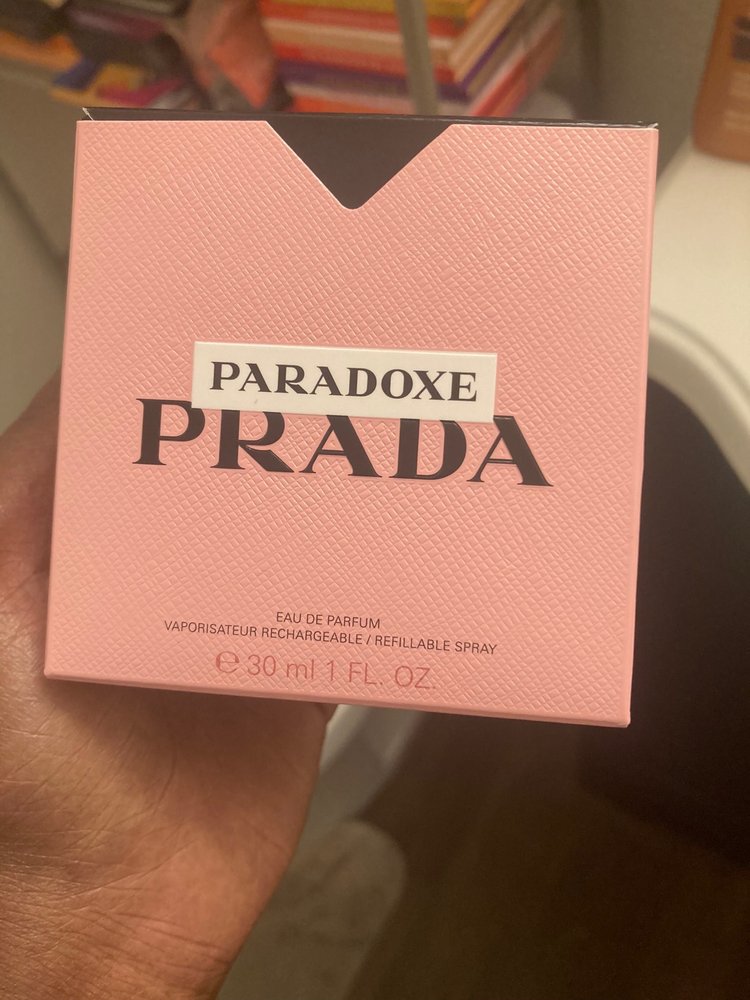 PARADOXE
PRADA
EAU DE PARFUM
VAPORISATEUR RECHARGEABLE / REFILLABLE SPRAY
℮ 30 ml 1 FL. OZ.